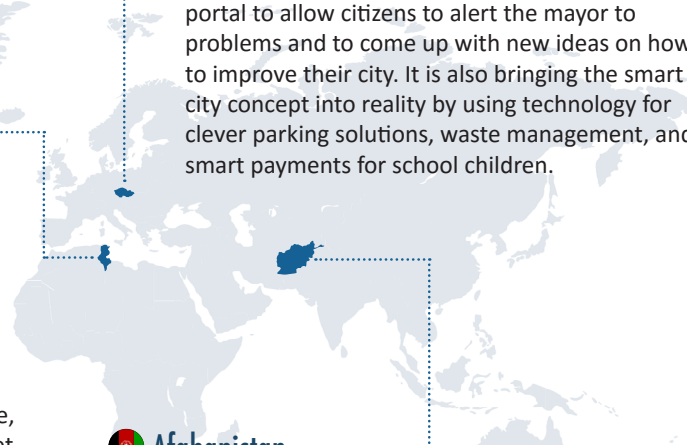 portal to allow citizens to alert the mayor to
problems and to come up with new ideas on how
to improve their city. It is also bringing the smart
city concept into reality by using technology for
clever parking solutions, waste management, and
smart payments for school children.
e,
Afghanistan